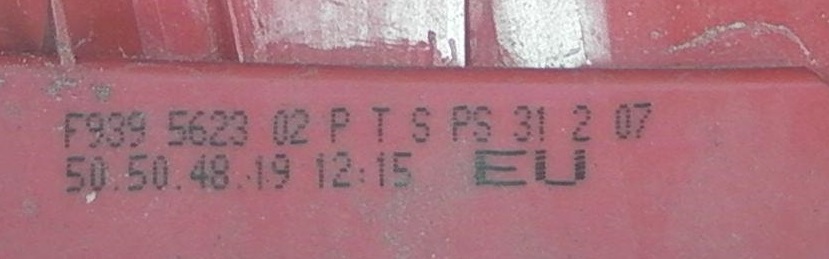 F939 5623 02 P T S PS 31 2 07
50.50.48.19 12:15 EU